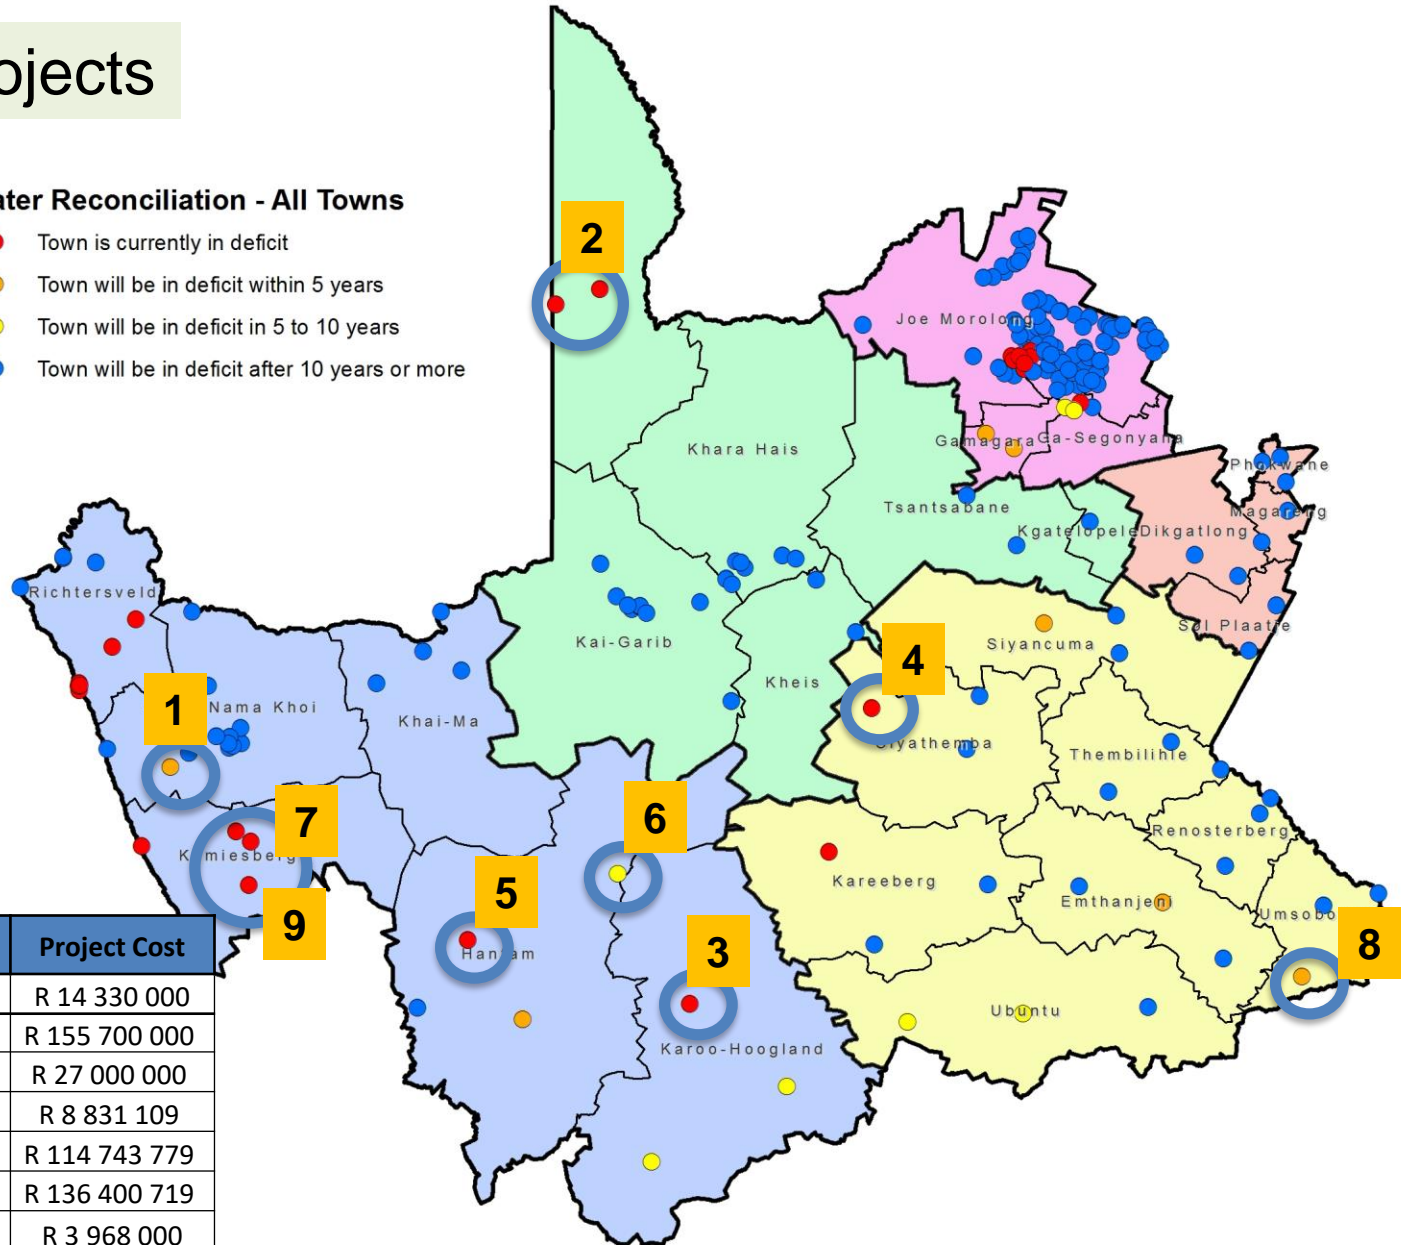 ojects
ater Reconciliation - All Towns
Town is currently in deficit
Town will be in deficit within 5 years
Town will be in deficit in 5 to 10 years
Town will be in deficit after 10 years or more
2
Joe Morolong
Khara Hais
Gamagara
Ga-Segonyana
Phokwane
Tsantsabane
Kgatelopele
Dikgatlong
Magareng
Richtersveld
Sol Plaatje
Kai-Garib
Siyancuma
4
Kheis
1
Nama Khoi
Khai-Ma
Siyathemba
Thembilihle
7
6
Renosterberg
Kamiesberg
Kareeberg
5
Emthanjeni
Umsobo
9
8
3
Hantam
Ubuntu
Karoo-Hoogland
Project Cost
R 14 330 000
R 155 700 000
R 27 000 000
R 8 831 109
R 114 743 779
R 136 400 719
R 3 968 000